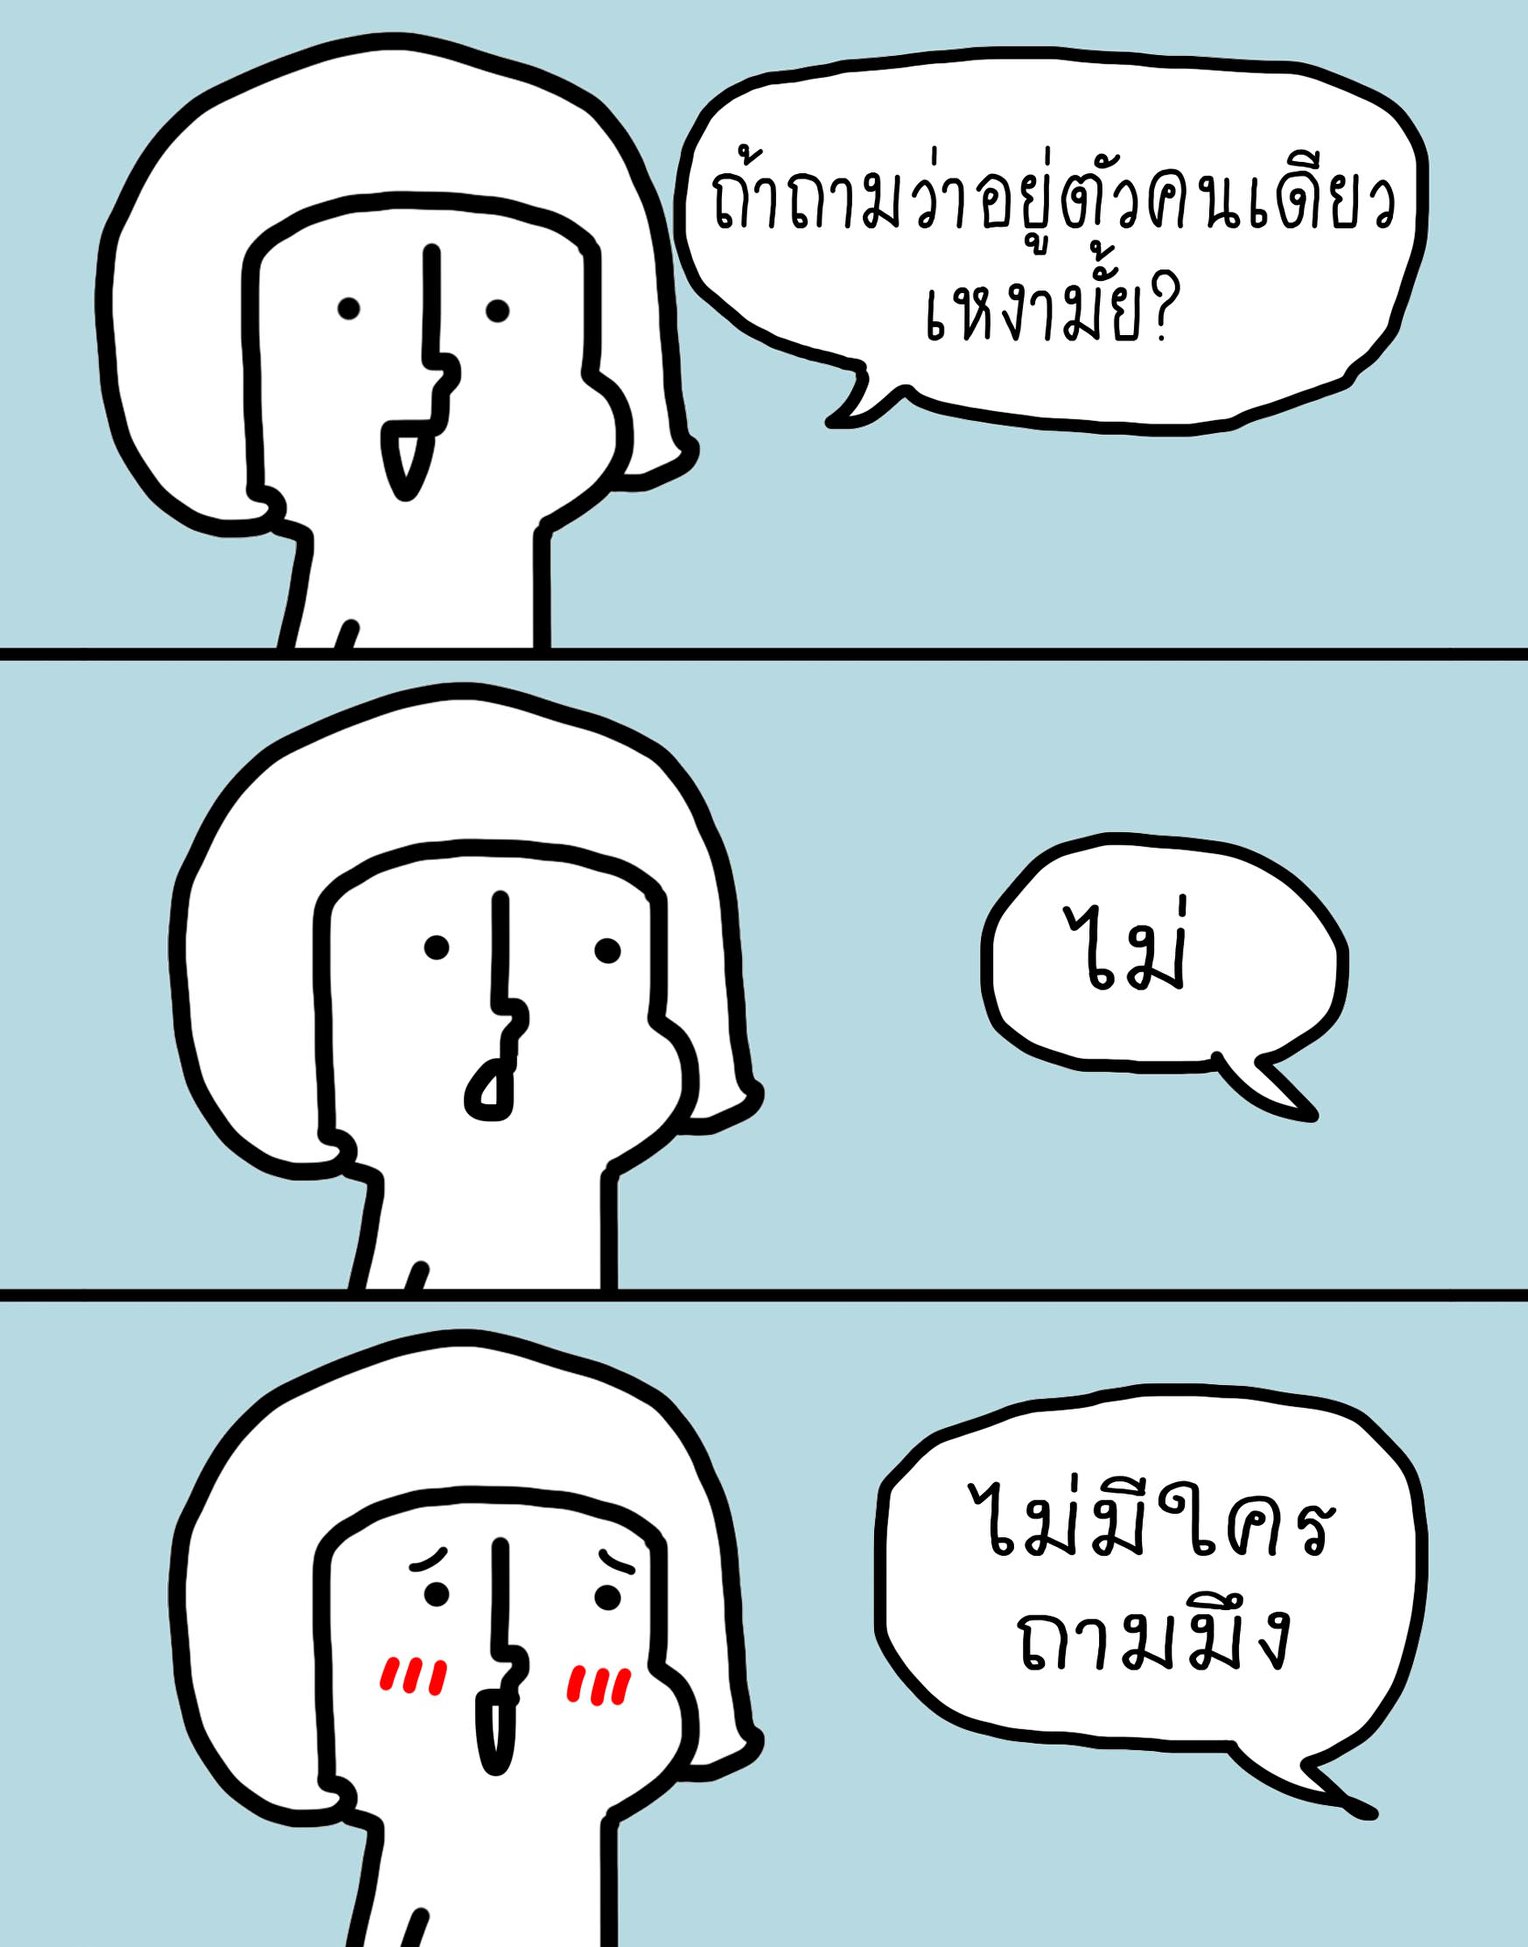 ถ้าถามว่าอยู่ตัวคนเดียว
เหงามั้ย?
ไม่
ไม่มีใคร
ถามมึง